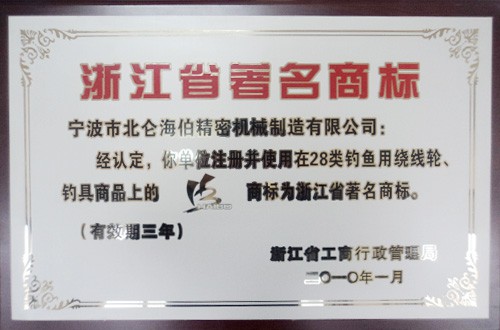 浙江省著名商标
宁波市北仑海伯精密机械制造有限公司：
经认定，你单位注册并使用在28类钓鱼用绕线轮、
钓具商品上的 商标为浙江省著名商标。
（有效期三年）
浙江省工商行政管理局
二〇一〇年一月